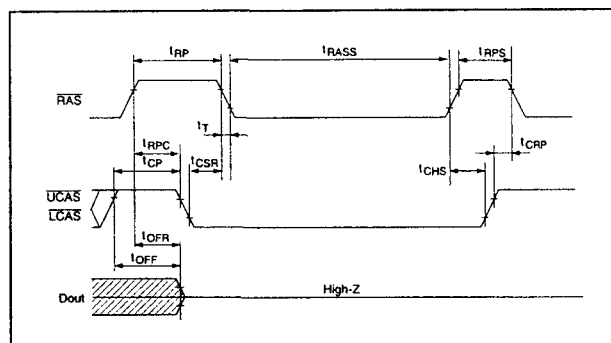 tRP
tRASS
tRPS
RAS
tT
tRPC
tCRP
tCP
tCSR
tCHS
UCAS
LCAS
tOFR
tOFF
High-Z
Dout